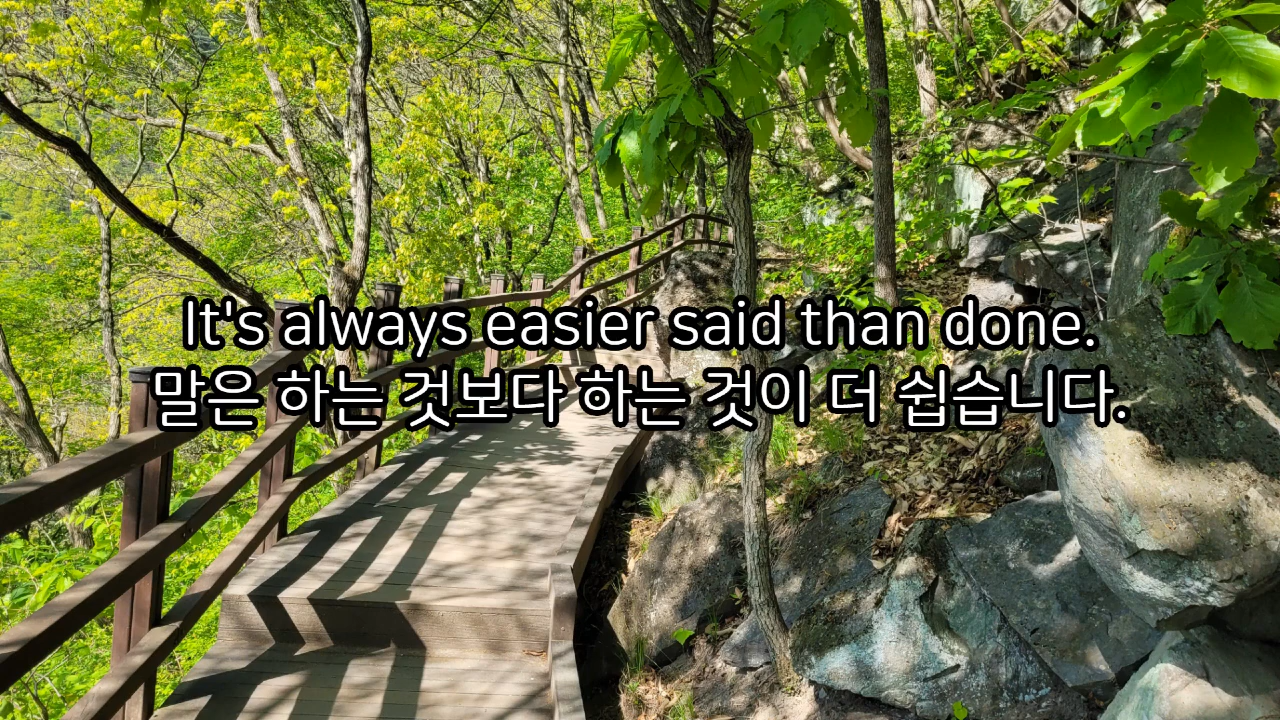 It's always easier said than done.
말은 하는 것보다 하는 것이 더 쉽습니다.